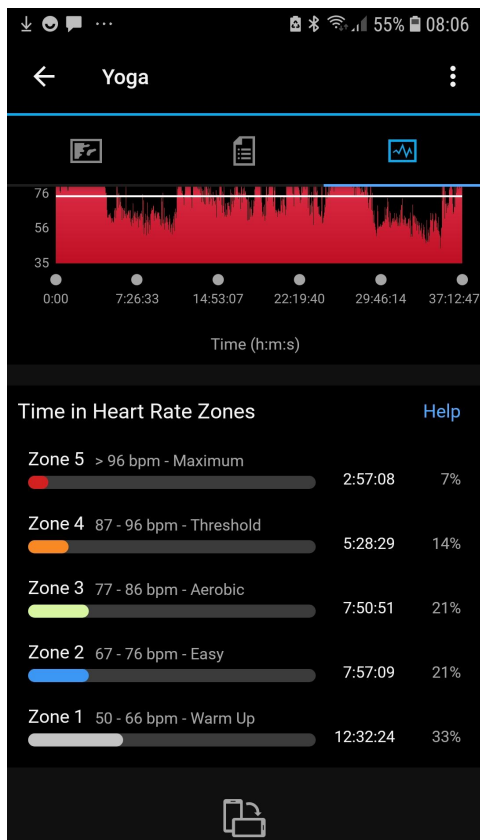 55% 08:06
Yoga
76
56
35
0:00 7:26:33 14:53:07 22:19:40 29:46:14 37:12:47
Time (h:m:s)
Time in Heart Rate Zones Help
Zone 5 > 96 bpm - Maximum
2:57:08 7%
Zone 4 87 - 96 bpm - Threshold
5:28:29 14%
Zone 3 77 - 86 bpm - Aerobic
7:50:51 21%
Zone 2 67 - 76 bpm - Easy
7:57:09 21%
Zone 1 50 - 66 bpm - Warm Up
12:32:24 33%